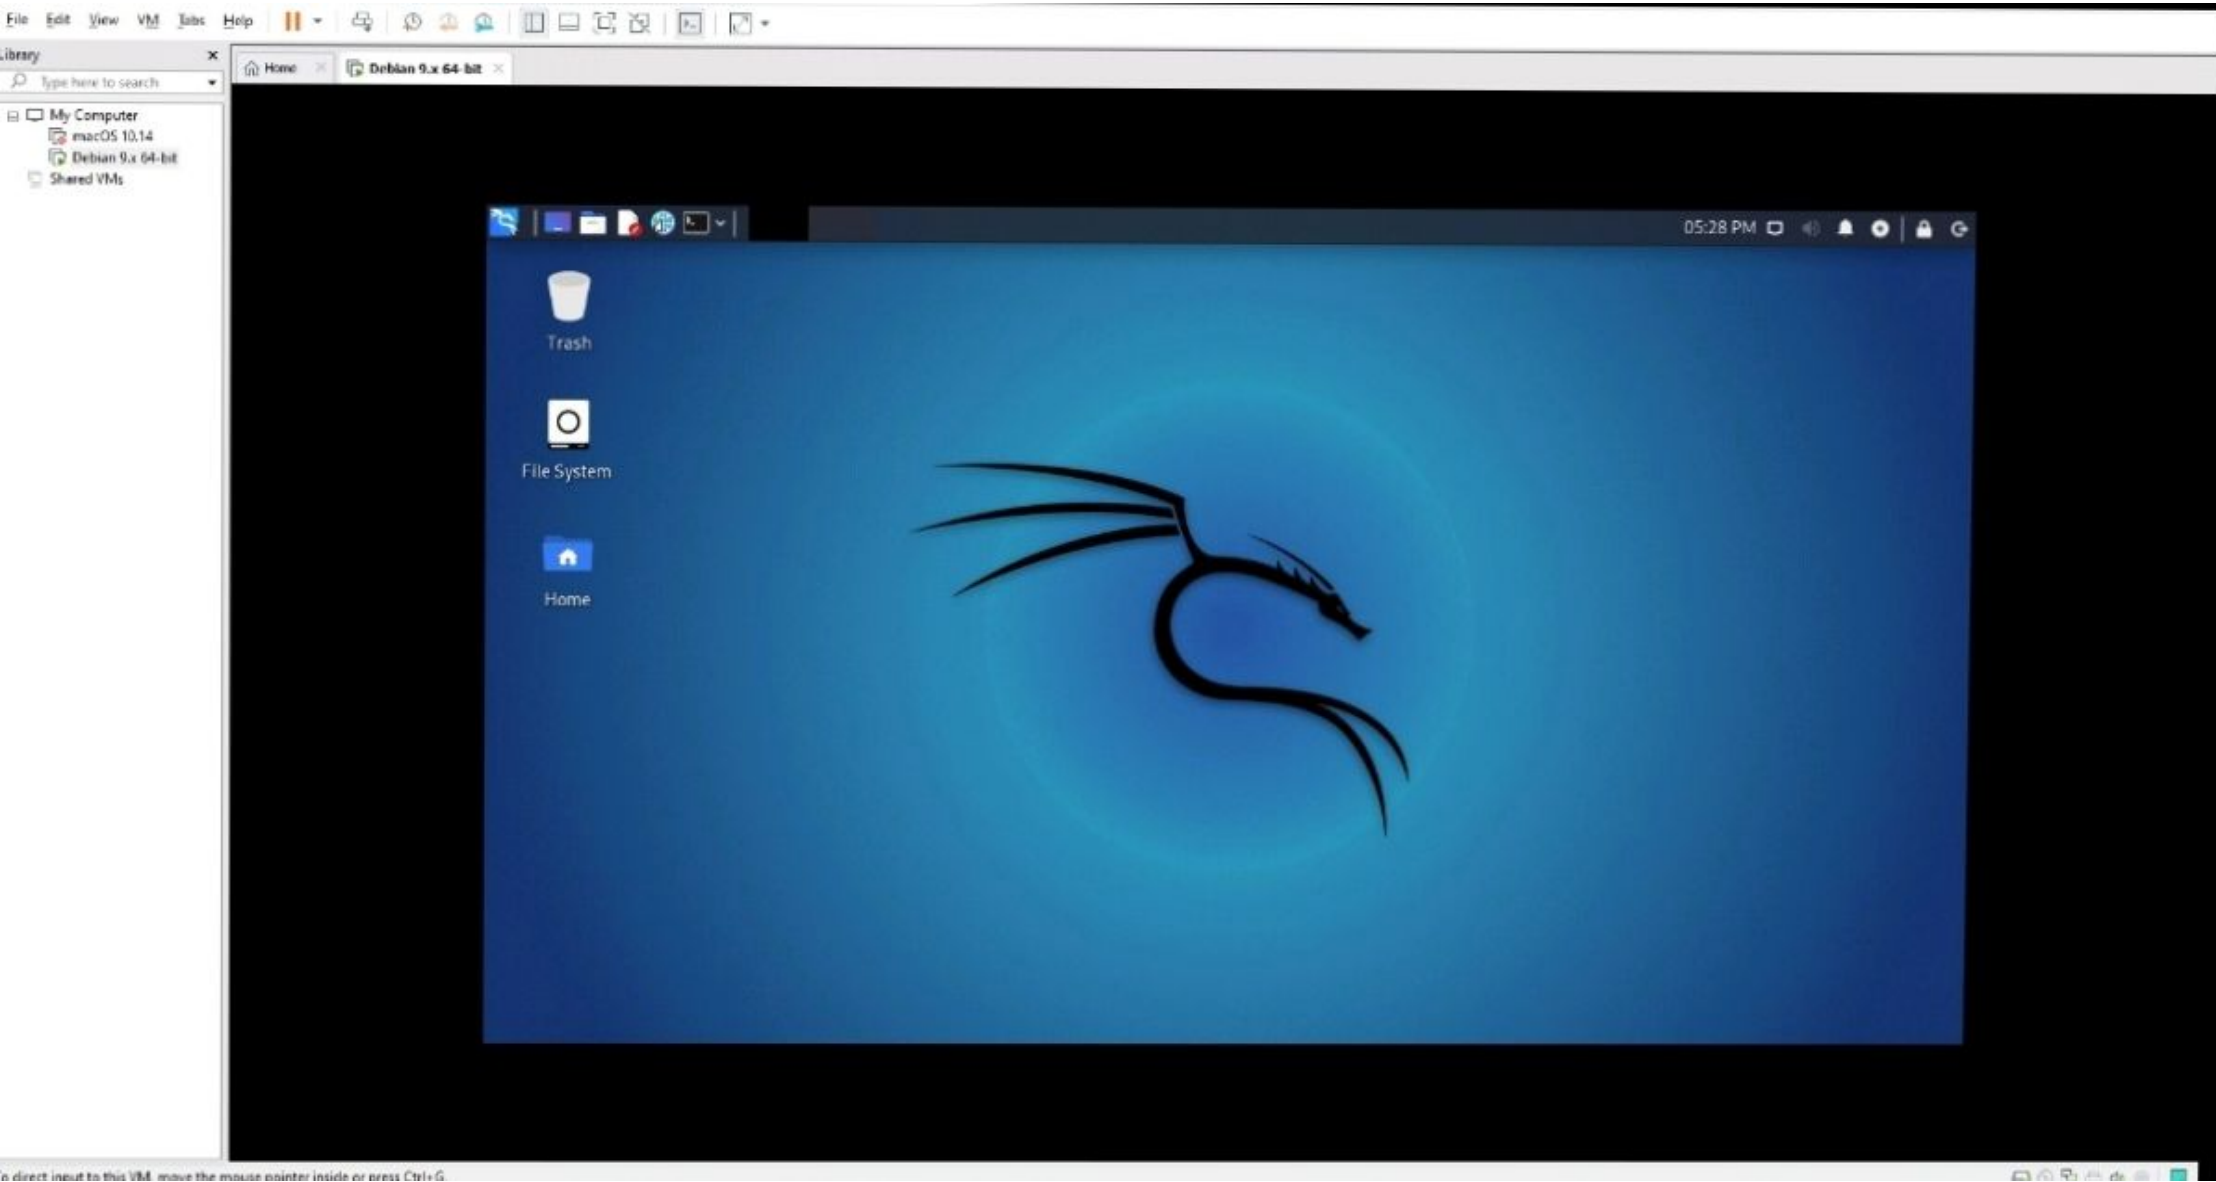 File Edit View VM Tabs Help
Library
Type here to search
Home
Debian 9.x 64-bit
My Computer
macOS 10.14
Debian 9.x 64-bit
Shared VMs
05:28 PM
Trash
File System
Home
To direct input to this VM, move the mouse pointer inside or press Ctrl+G.